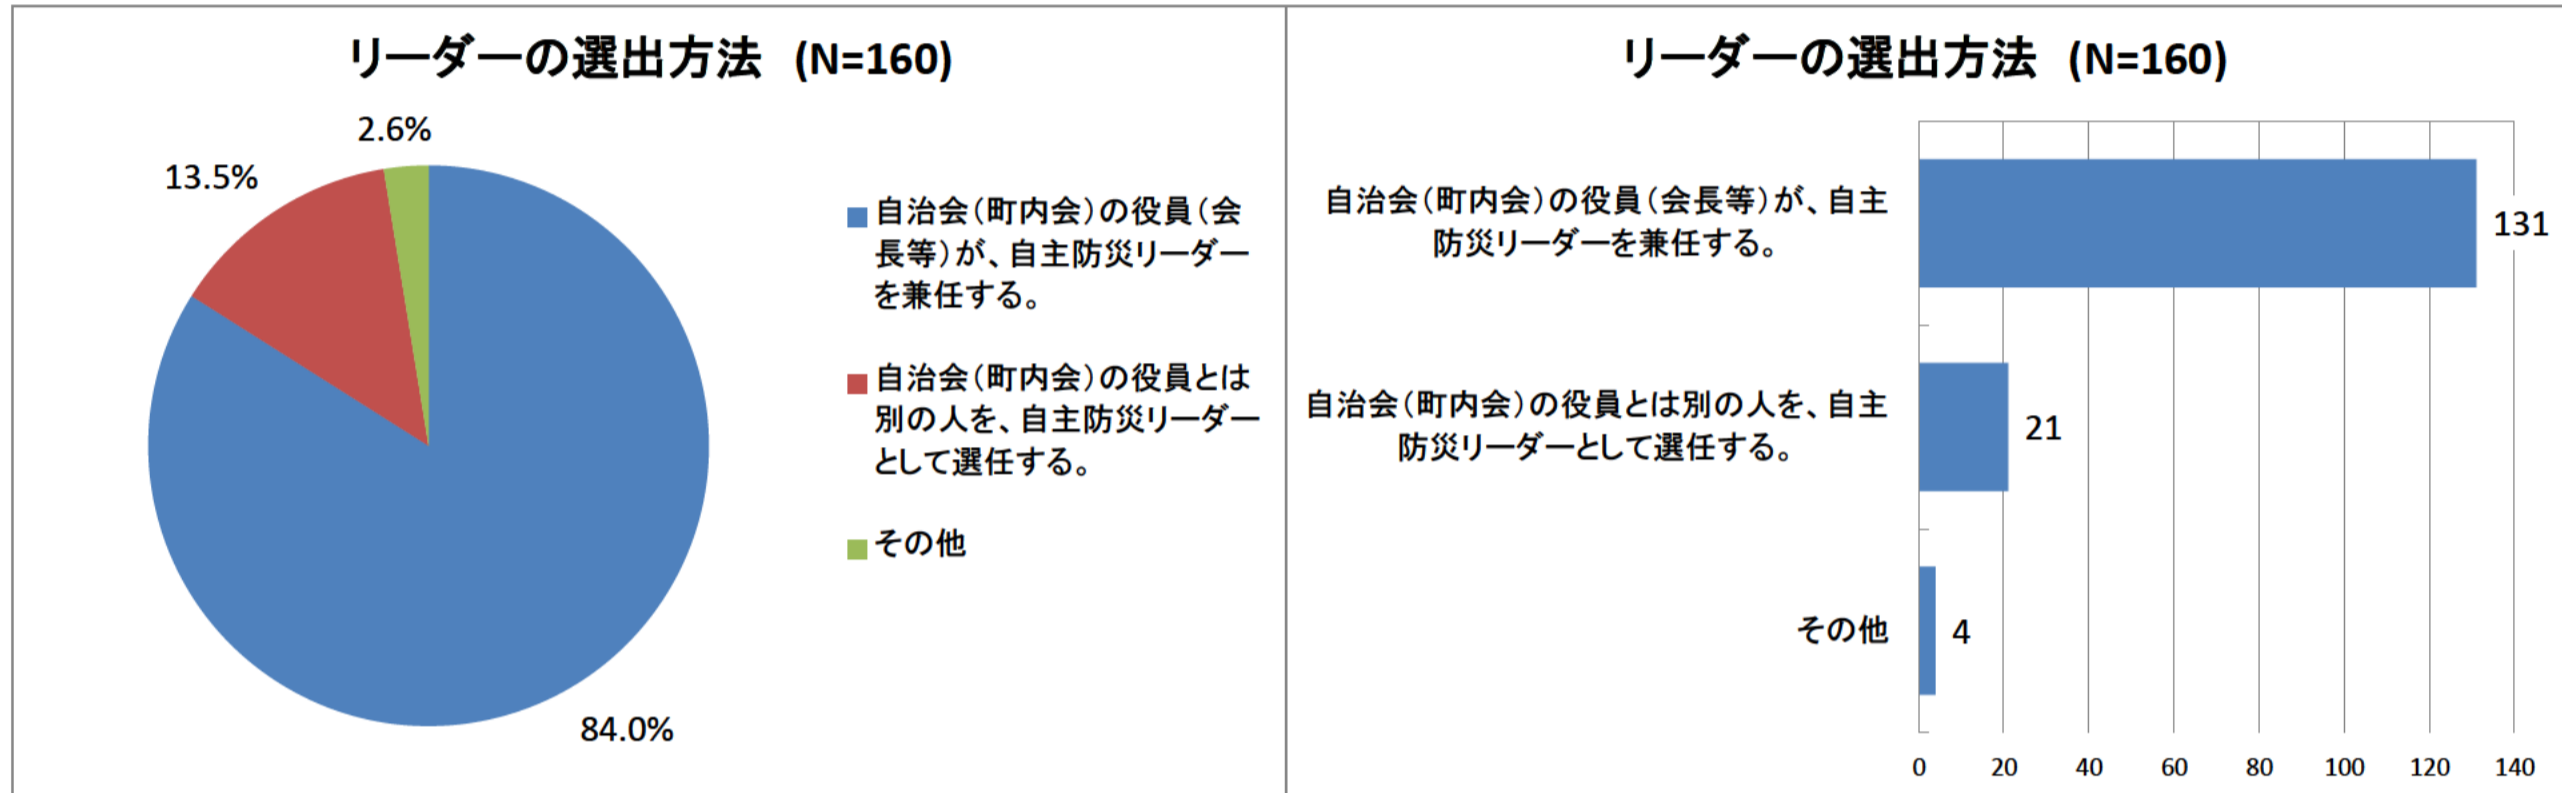 リーダーの選出方法 (N=160)
2.6%
13.5%
84.0%
自治会(町内会)の役員(会
長等)が、自主防災リーダー
を兼任する。
自治会(町内会)の役員とは
別の人を、自主防災リーダー
として選任する。
その他
リーダーの選出方法 (N=160)
自治会(町内会)の役員(会長等)が、自主
防災リーダーを兼任する。
131
自治会(町内会)の役員とは別の人を、自主
防災リーダーとして選任する。
21
その他
4
0 20 40 60 80 100 120 140